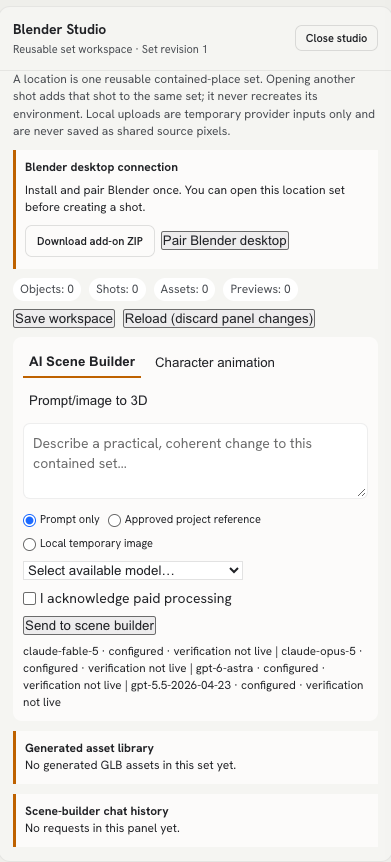 Blender Studio
Reusable set workspace · Set revision 1
Close studio
A location is one reusable contained-place set. Opening another
shot adds that shot to the same set; it never recreates its
environment. Local uploads are temporary provider inputs only and
are never saved as shared source pixels.
Blender desktop connection
Install and pair Blender once. You can open this location set
before creating a shot.
Download add-on ZIP
Pair Blender desktop
Objects: 0
Shots: 0
Assets: 0
Previews: 0
Save workspace
Reload (discard panel changes)
AI Scene Builder
Character animation
Prompt/image to 3D
Describe a practical, coherent change to this
contained set...
Prompt only
Approved project reference
Local temporary image
Select available model...
I acknowledge paid processing
Send to scene builder
claude-fable-5 · configured · verification not live | claude-opus-5 ·
configured · verification not live | gpt-6-astra · configured ·
verification not live | gpt-5.5-2026-04-23 · configured · verification
not live
Generated asset library
No generated GLB assets in this set yet.
Scene-builder chat history
No requests in this panel yet.